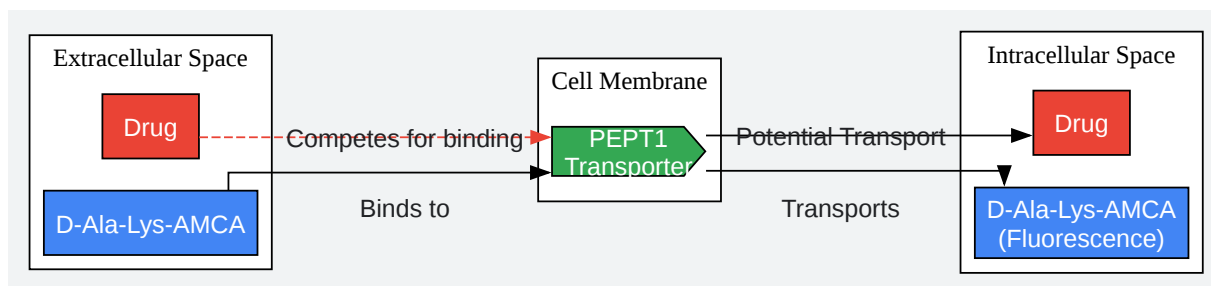 Extracellular Space
Drug
D-Ala-Lys-AMCA
Competes for binding
Binds to
Cell Membrane
PEPT1
Transporter
Potential Transport
Transports
Intracellular Space
Drug
D-Ala-Lys-AMCA
(Fluorescence)